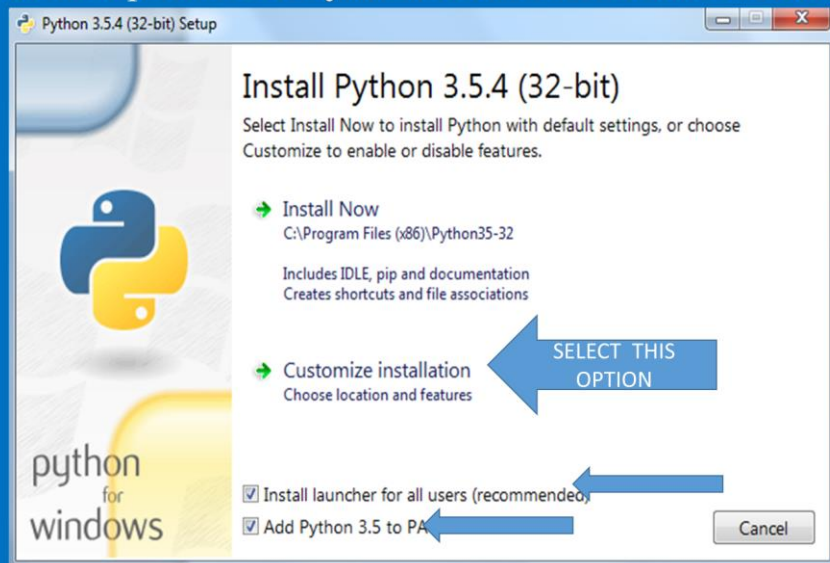 Python 3.5.4 (32-bit) Setup
Install Python 3.5.4 (32-bit)
Select Install Now to install Python with default settings, or choose
Customize to enable or disable features.
Install Now
C:\Program Files (x86)\Python35-32
Includes IDLE, pip and documentation
Creates shortcuts and file associations
Customize installation
Choose location and features
SELECT THIS
OPTION
python
for
windows
Install launcher for all users (recommended)
Add Python 3.5 to PA
Cancel